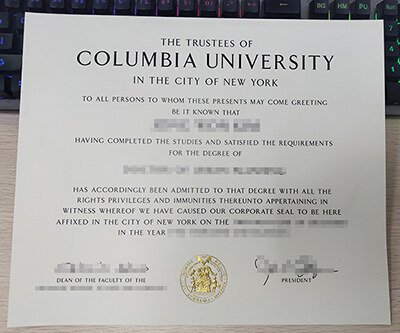 THE TRUSTEES OF
COLUMBIA UNIVERSITY
IN THE CITY OF NEW YORK
TO ALL PERSONS TO WHOM THESE PRESENTS MAY COME GREETING
BE IT KNOWN THAT
HAVING COMPLETED THE STUDIES AND SATISFIED THE REQUIREMENTS
FOR THE DEGREE OF
HAS ACCORDINGLY BEEN ADMITTED TO THAT DEGREE WITH ALL THE
RIGHTS PRIVILEGES AND IMMUNITIES THEREUNTO APPERTAINING IN
WITNESS WHEREOF WE HAVE CAUSED OUR CORPORATE SEAL TO BE HERE
AFFIXED IN THE CITY OF NEW YORK ON THE
IN THE YEAR
DEAN OF THE FACULTY OF THE
PRESIDENT